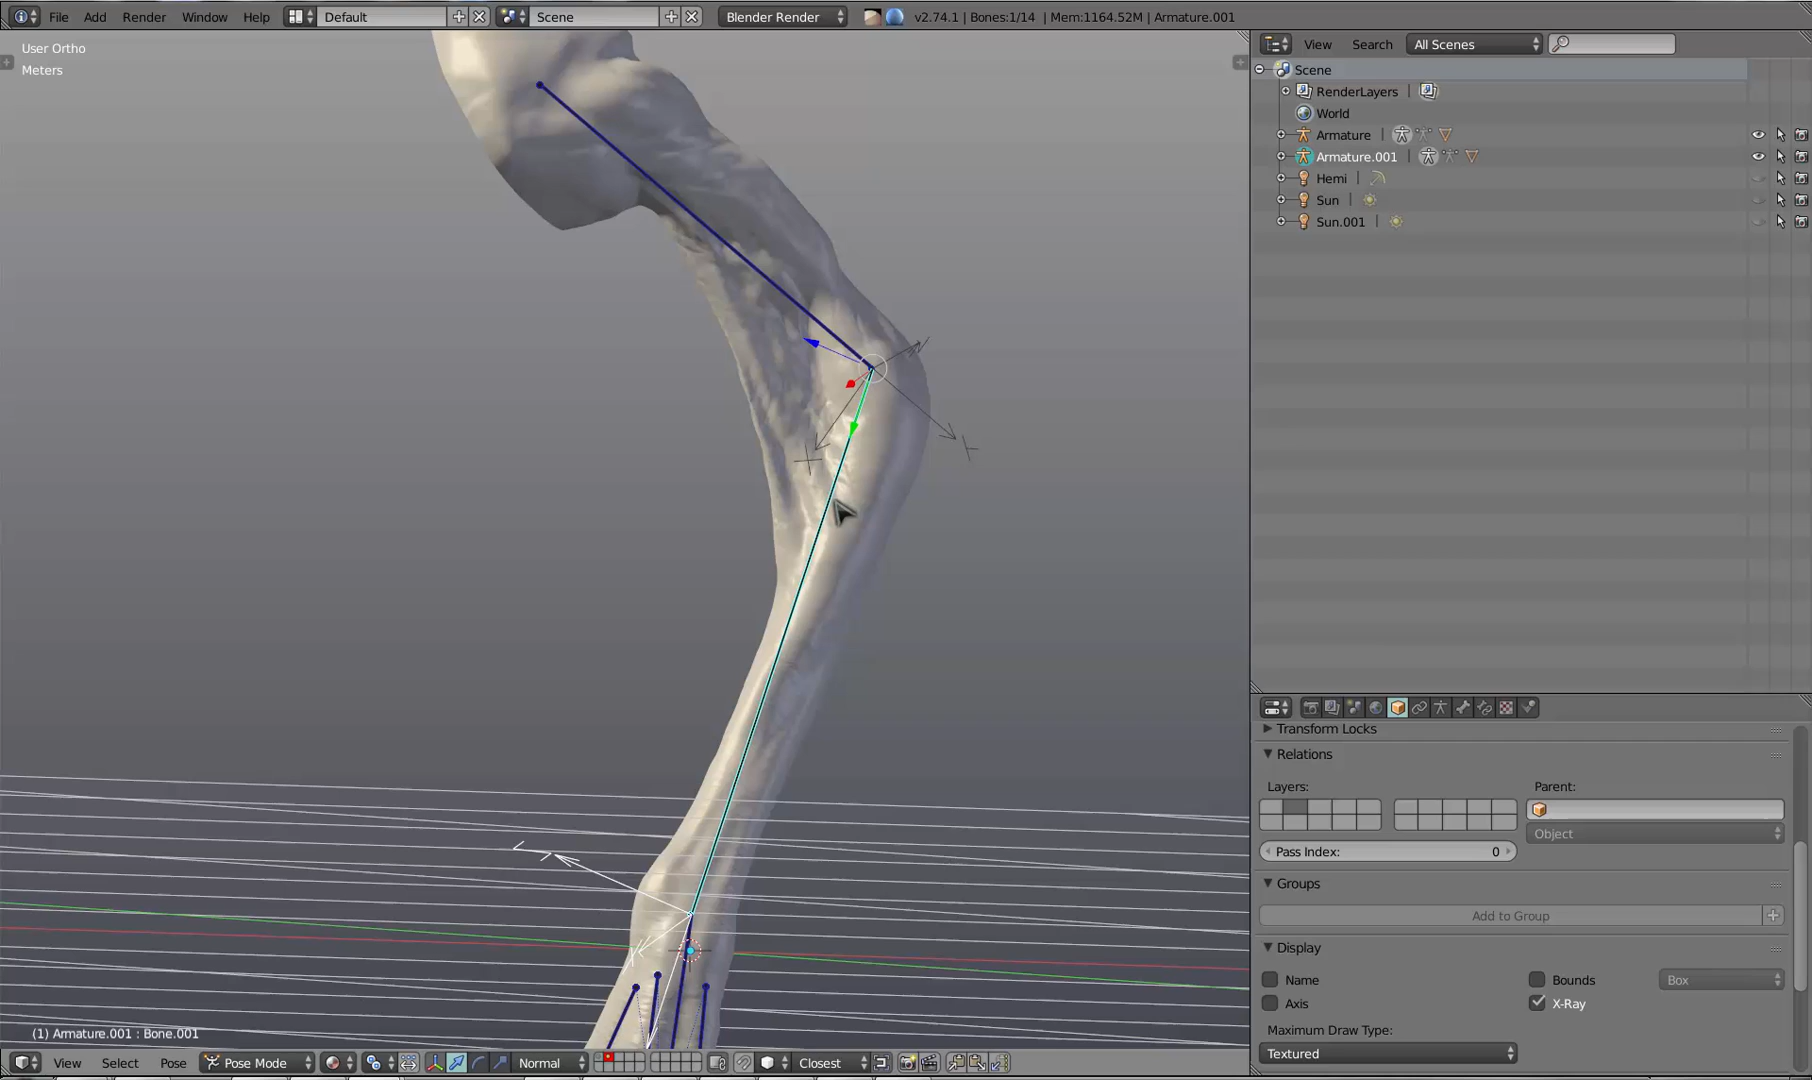 File Add Render Window Help Default Scene Blender Render v2.74.1 | Bones:1/14 | Mem:1164.52M | Armature.001
User Ortho
Meters
View Search All Scenes
Scene
RenderLayers
World
Armature
Armature.001
Hemi
Sun
Sun.001
Transform Locks
Relations
Layers: Parent:
Object
Pass Index: 0
Groups
Add to Group
Display
Name Bounds Box
Axis X-Ray
Maximum Draw Type:
Textured
(1) Armature.001 : Bone.001
View Select Pose Pose Mode Normal Closest